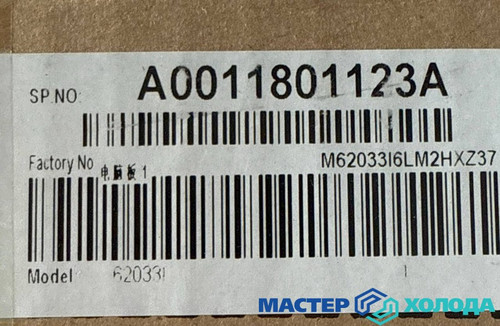 SP.NO: A0011801123A
Factory No 电脑板 1 M62033I6LM2HXZ37
Model 62033I 1
МАСТЕР ХОЛОДА